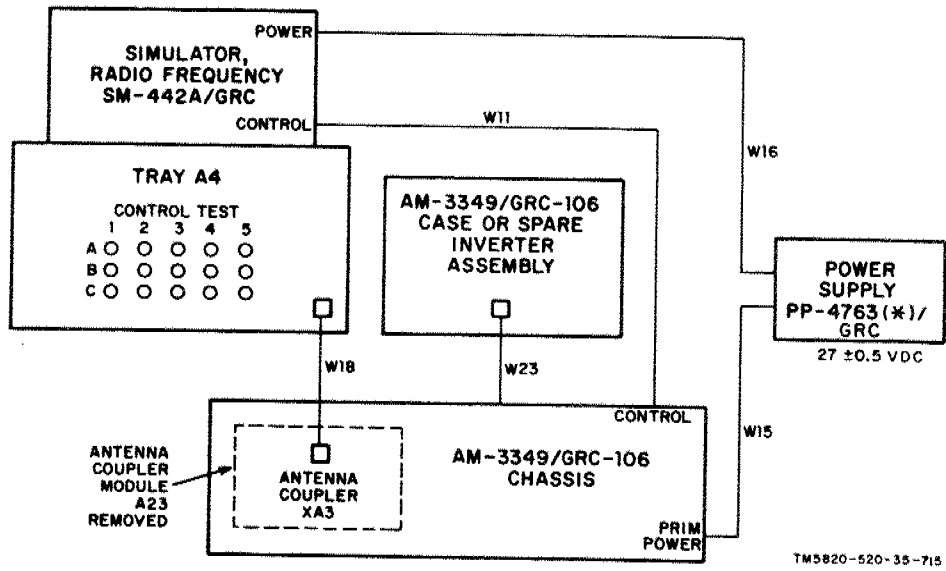 POWER
SIMULATOR,
RADIO FREQUENCY
SM-442A/GRC
CONTROL
W11
W16
TRAY A4
CONTROL TEST
1 2 3 4 5
A
B
C
AM-3349/GRC-106
CASE OR SPARE
INVERTER
ASSEMBLY
POWER
SUPPLY
PP-4763(*)/
GRC
27 ±0.5 VDC
W18
W23
W15
CONTROL
ANTENNA
COUPLER
MODULE
A23
REMOVED
ANTENNA
COUPLER
XA3
AM-3349/GRC-106
CHASSIS
PRIM
POWER
TM5820-520-35-715